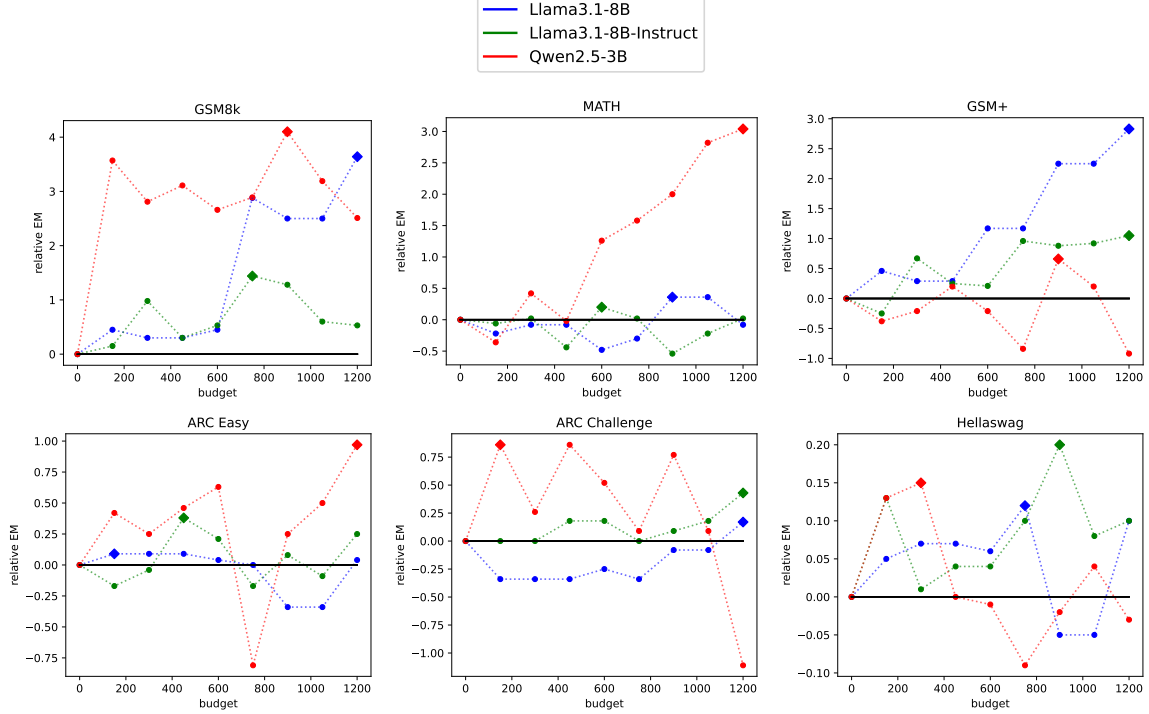 Llama3.1-8B
Llama3.1-8B-Instruct
Qwen2.5-3B
GSM8k
4
3
2
1
0
relative EM
0 200 400 600 800 1000 1200
budget
MATH
3.0
2.5
2.0
1.5
1.0
0.5
0.0
−0.5
relative EM
0 200 400 600 800 1000 1200
budget
GSM+
3.0
2.5
2.0
1.5
1.0
0.5
0.0
−0.5
−1.0
relative EM
0 200 400 600 800 1000 1200
budget
ARC Easy
1.00
0.75
0.50
0.25
0.00
−0.25
−0.50
−0.75
relative EM
0 200 400 600 800 1000 1200
budget
ARC Challenge
0.75
0.50
0.25
0.00
−0.25
−0.50
−0.75
−1.00
relative EM
0 200 400 600 800 1000 1200
budget
Hellaswag
0.20
0.15
0.10
0.05
0.00
−0.05
−0.10
relative EM
0 200 400 600 800 1000 1200
budget